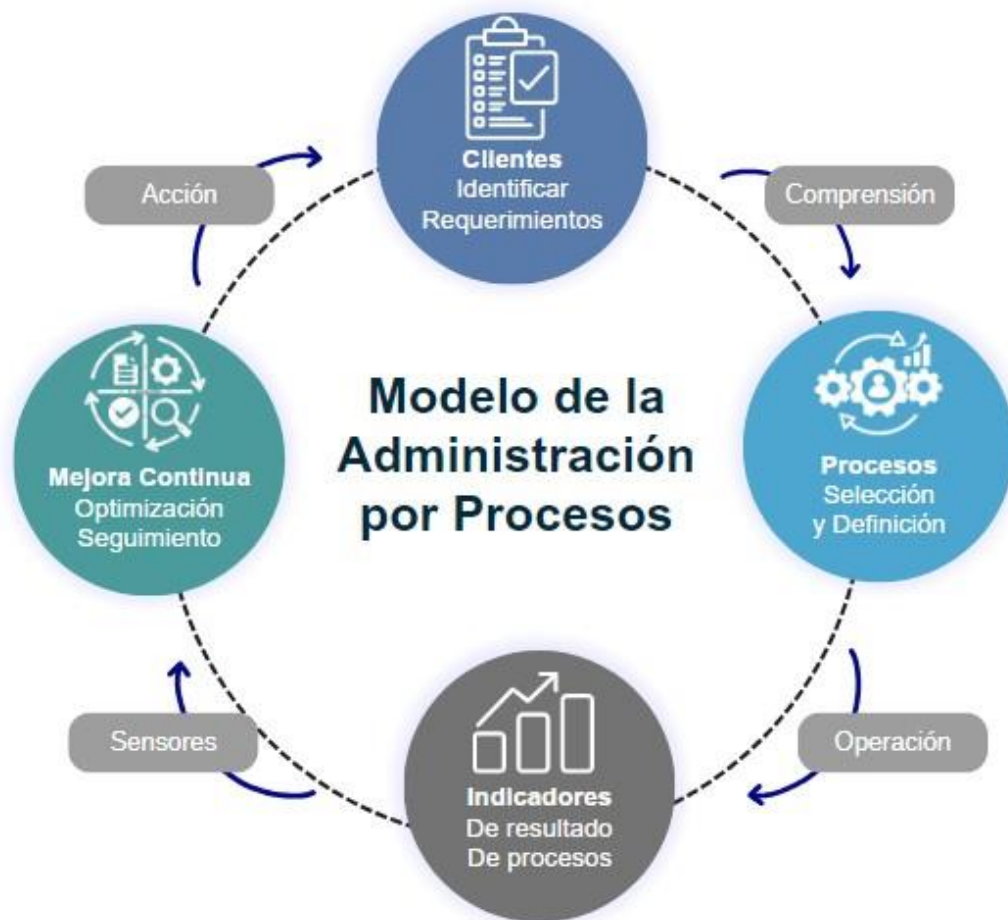 Clientes
Identificar
Requerimientos
Acción
Comprensión
Modelo de la
Administración
por Procesos
Mejora Continua
Optimización
Seguimiento
Procesos
Selección
y Definición
Sensores
Operación
Indicadores
De resultado
De procesos